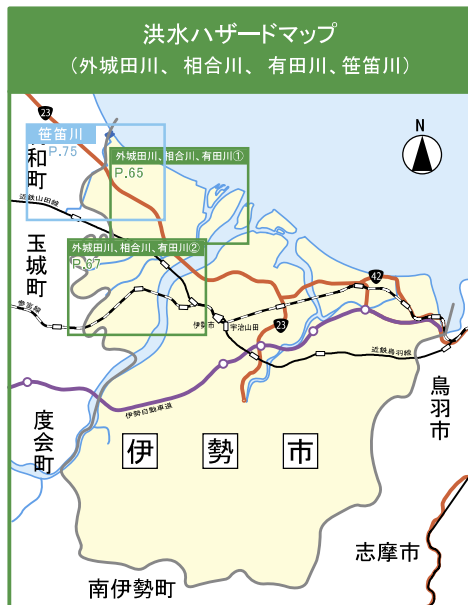 洪水ハザードマップ
(外城田川、相合川、有田川、笹笛川)
23
N
笹笛川
P.75
和町
外城田川、相合川、有田川①
P.65
近鉄山田線
玉城町
外城田川、相合川、有田川②
P.67
42
参宮線
伊勢市
宇治山田
23
近鉄鳥羽線
鳥羽市
伊勢自動車道
度会町
伊勢市
志摩市
南伊勢町